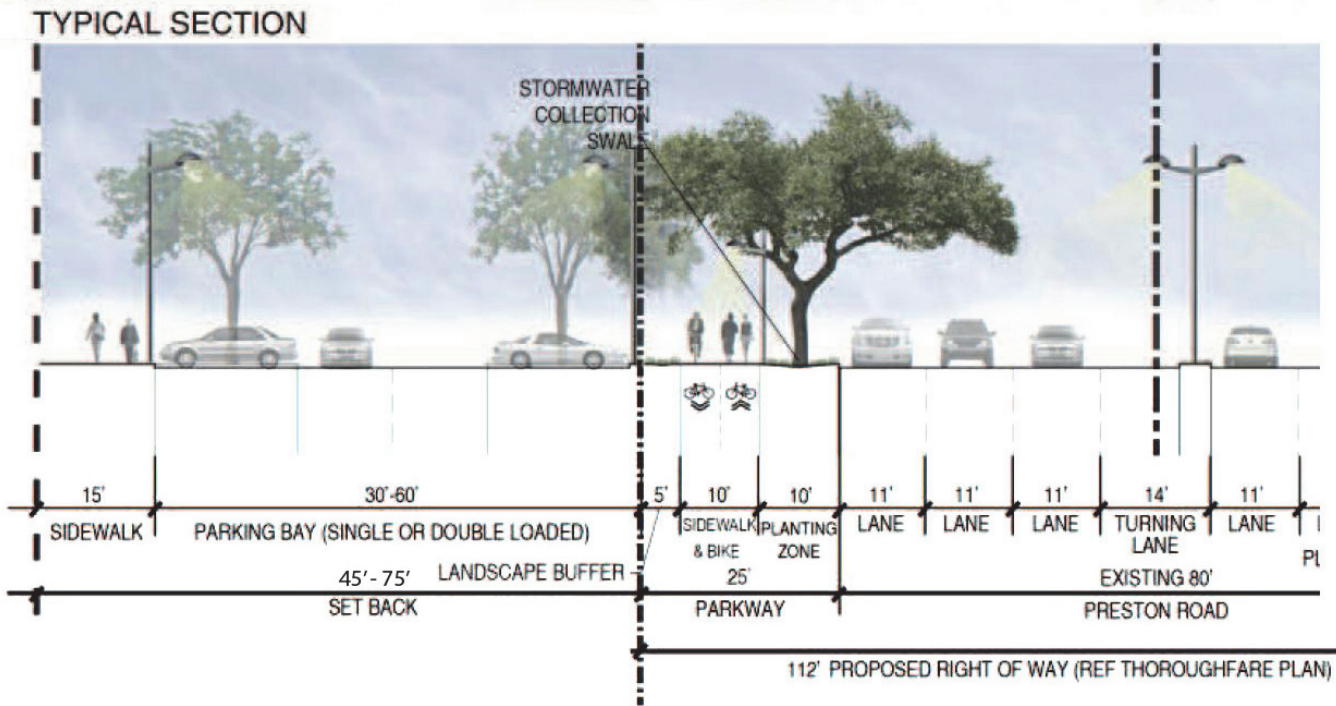 TYPICAL SECTION
STORMWATER
COLLECTION
SWALE
15' 30'-60' 5' 10' 10' 11' 11' 11' 14' 11'
SIDEWALK PARKING BAY (SINGLE OR DOUBLE LOADED) SIDEWALK & BIKE PLANTING ZONE LANE LANE LANE TURNING LANE LANE
LANDSCAPE BUFFER
45'-75' 25' EXISTING 80'
SET BACK PARKWAY PRESTON ROAD
112' PROPOSED RIGHT OF WAY (REF THOROUGHFARE PLAN)